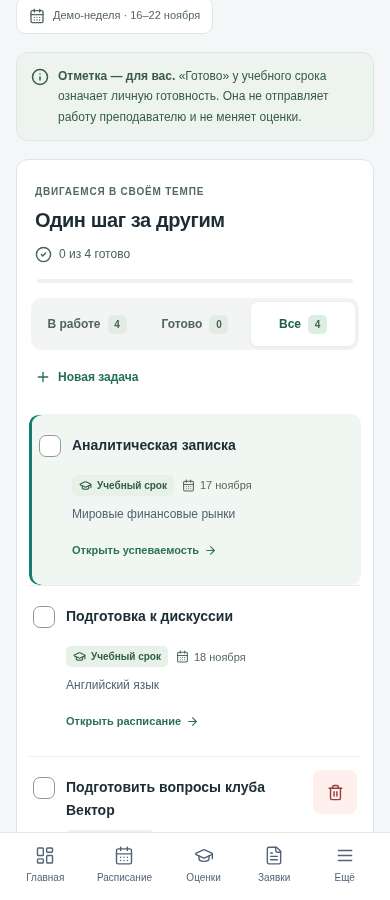 Демо-неделя · 16–22 ноября
Отметка — для вас. «Готово» у учебного срока
означает личную готовность. Она не отправляет
работу преподавателю и не меняет оценки.
ДВИГАЕМСЯ В СВОЁМ ТЕМПЕ
Один шаг за другим
0 из 4 готово
В работе 4 Готово 0 Все 4
Новая задача
Аналитическая записка
Учебный срок 17 ноября
Мировые финансовые рынки
Открыть успеваемость →
Подготовка к дискуссии
Учебный срок 18 ноября
Английский язык
Открыть расписание →
Подготовить вопросы клуба
Вектор
Главная Расписание Оценки Заявки Ещё